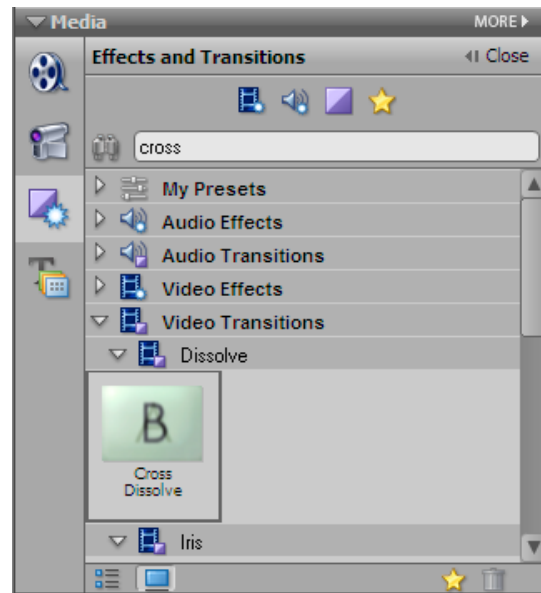 Media
MORE
Effects and Transitions
Close
cross
My Presets
Audio Effects
Audio Transitions
Video Effects
Video Transitions
Dissolve
B
Cross
Dissolve
Iris